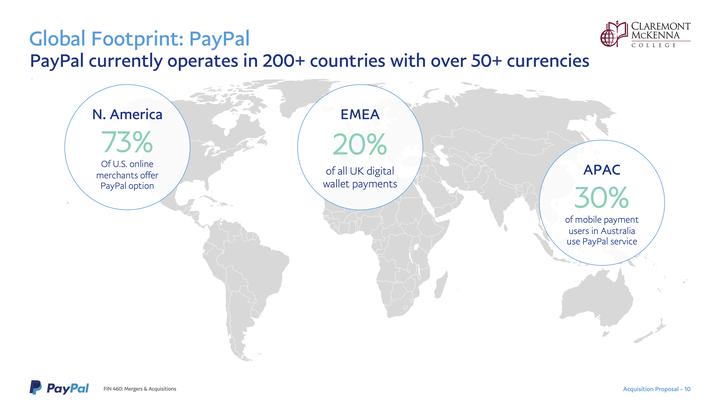 Global Footprint: PayPal
PayPal currently operates in 200+ countries with over 50+ currencies
CLAREMONT
MCKENNA
COLLEGE
N. America
73%
Of U.S. online
merchants offer
PayPal option
EMEA
20%
of all UK digital
wallet payments
APAC
30%
of mobile payment
users in Australia
use PayPal service
PayPal
FIN 460: Mergers & Acquisitions
Acquisition Proposal - 10